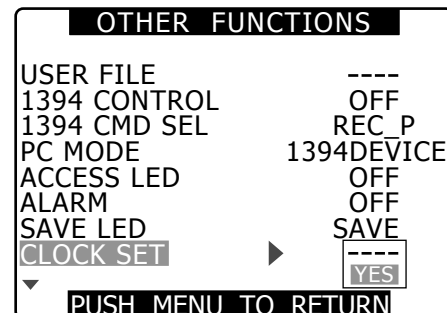 OTHER FUNCTIONS
USER FILE ----
1394 CONTROL OFF
1394 CMD SEL REC_P
PC MODE 1394DEVICE
ACCESS LED OFF
ALARM OFF
SAVE LED SAVE
CLOCK SET ----
YES
PUSH MENU TO RETURN